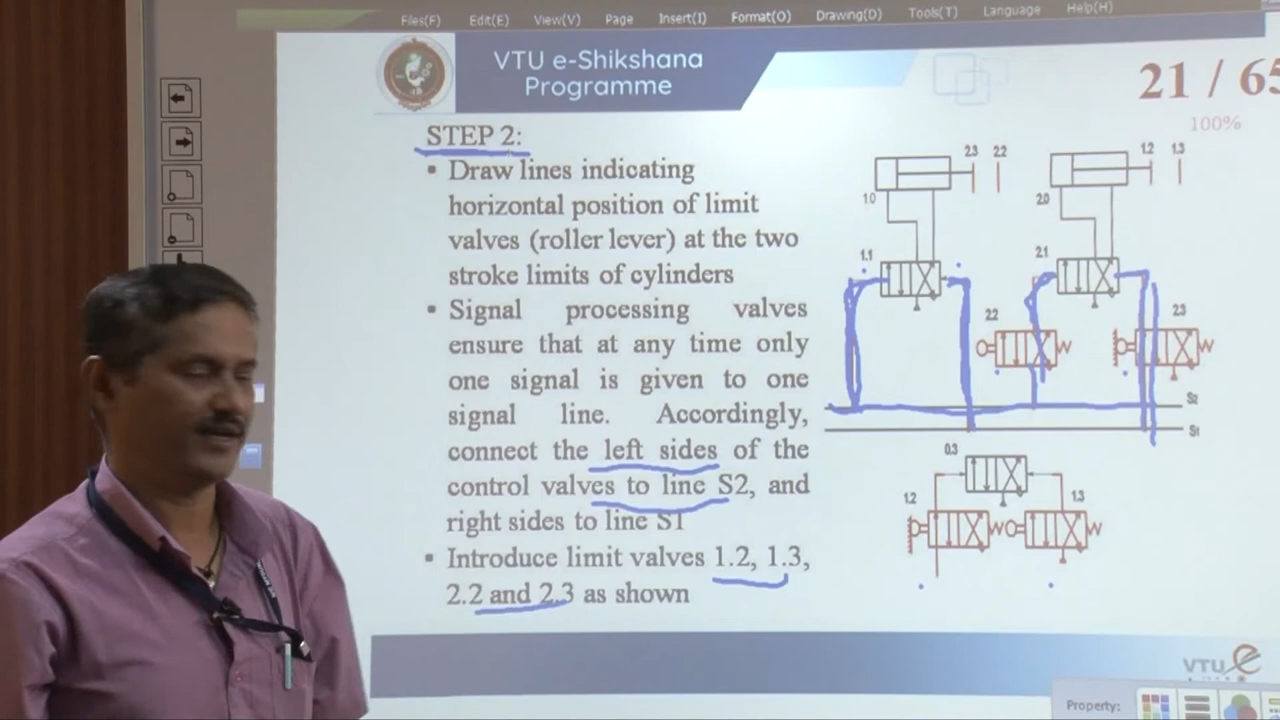 Files(F) Edit(E) View(V) Page Insert(I) Format(O) Drawing(D) Tools(T) Language Help(H)
VTU e-Shikshana
Programme
21 / 65
100%
STEP 2:
▪ Draw lines indicating
horizontal position of limit
valves (roller lever) at the two
stroke limits of cylinders
▪ Signal processing valves
ensure that at any time only
one signal is given to one
signal line. Accordingly,
connect the left sides of the
control valves to line S2, and
right sides to line S1
▪ Introduce limit valves 1.2, 1.3,
2.2 and 2.3 as shown
2.3 2.2 1.2 1.3
1.0 2.0
1.1 2.1
2.2 2.3
S2
S1
0.3
1.2 1.3
VTU e
Property: